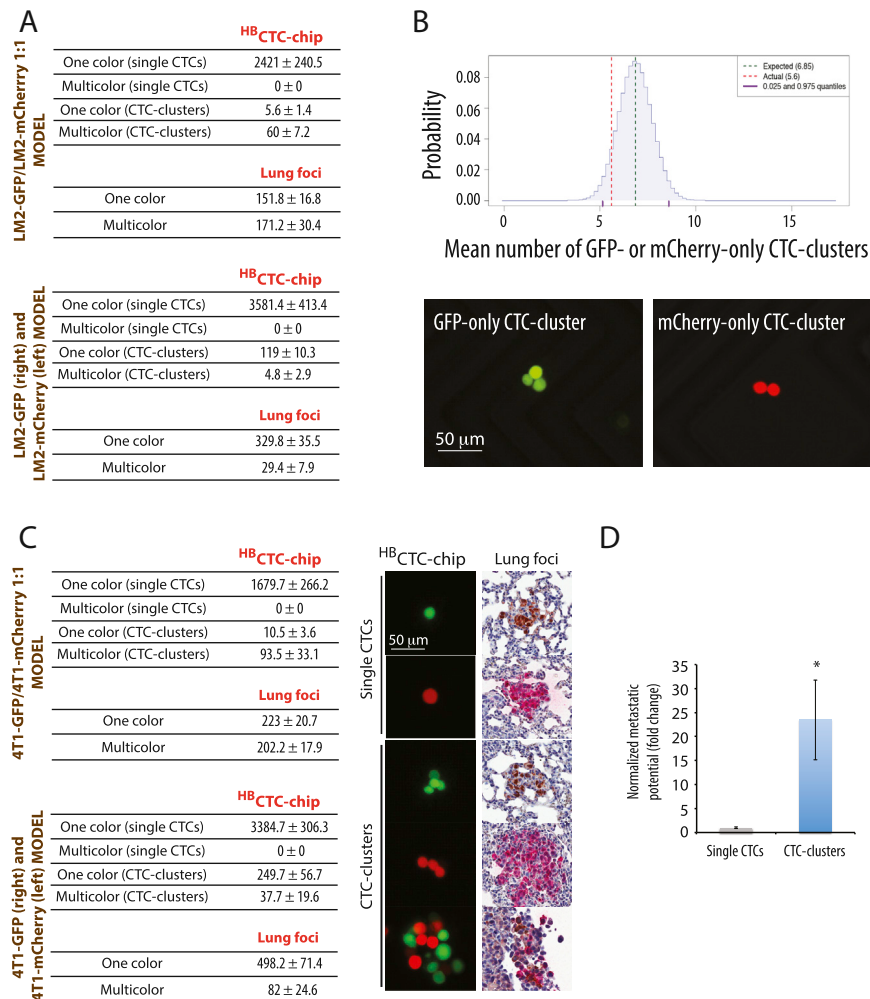 A
LM2-GFP/LM2-mCherrry 1:1
MODEL
HBCTC-chip
One color (single CTCs) 2421 ± 240.5
Multicolor (single CTCs) 0 ± 0
One color (CTC-clusters) 5.6 ± 1.4
Multicolor (CTC-clusters) 60 ± 7.2
Lung foci
One color 151.8 ± 16.8
Multicolor 171.2 ± 30.4
LM2-GFP (right) and
LM2-mCherry (left) MODEL
HBCTC-chip
One color (single CTCs) 3581.4 ± 413.4
Multicolor (single CTCs) 0 ± 0
One color (CTC-clusters) 119 ± 10.3
Multicolor (CTC-clusters) 4.8 ± 2.9
Lung foci
One color 329.8 ± 35.5
Multicolor 29.4 ± 7.9
B
Probability
0.08
0.06
0.04
0.02
0.00
0 5 10 15
Mean number of GFP- or mCherry-only CTC-clusters
Expected (6.85)
Actual (5.6)
0.025 and 0.975 quantiles
GFP-only CTC-cluster
50 μm
mCherry-only CTC-cluster
C
4T1-GFP/4T1-mCherrry 1:1
MODEL
HBCTC-chip
One color (single CTCs) 1679.7 ± 266.2
Multicolor (single CTCs) 0 ± 0
One color (CTC-clusters) 10.5 ± 3.6
Multicolor (CTC-clusters) 93.5 ± 33.1
Lung foci
One color 223 ± 20.7
Multicolor 202.2 ± 17.9
4T1-GFP (right) and
4T1-mCherry (left) MODEL
HBCTC-chip
One color (single CTCs) 3384.7 ± 306.3
Multicolor (single CTCs) 0 ± 0
One color (CTC-clusters) 249.7 ± 56.7
Multicolor (CTC-clusters) 37.7 ± 19.6
Lung foci
One color 498.2 ± 71.4
Multicolor 82 ± 24.6
HBCTC-chip Lung foci
Single CTCs
50 μm
CTC-clusters
D
Normalized metastatic
potential (fold change)
35
30
25
20
15
10
5
0
*
Single CTCs CTC-clusters